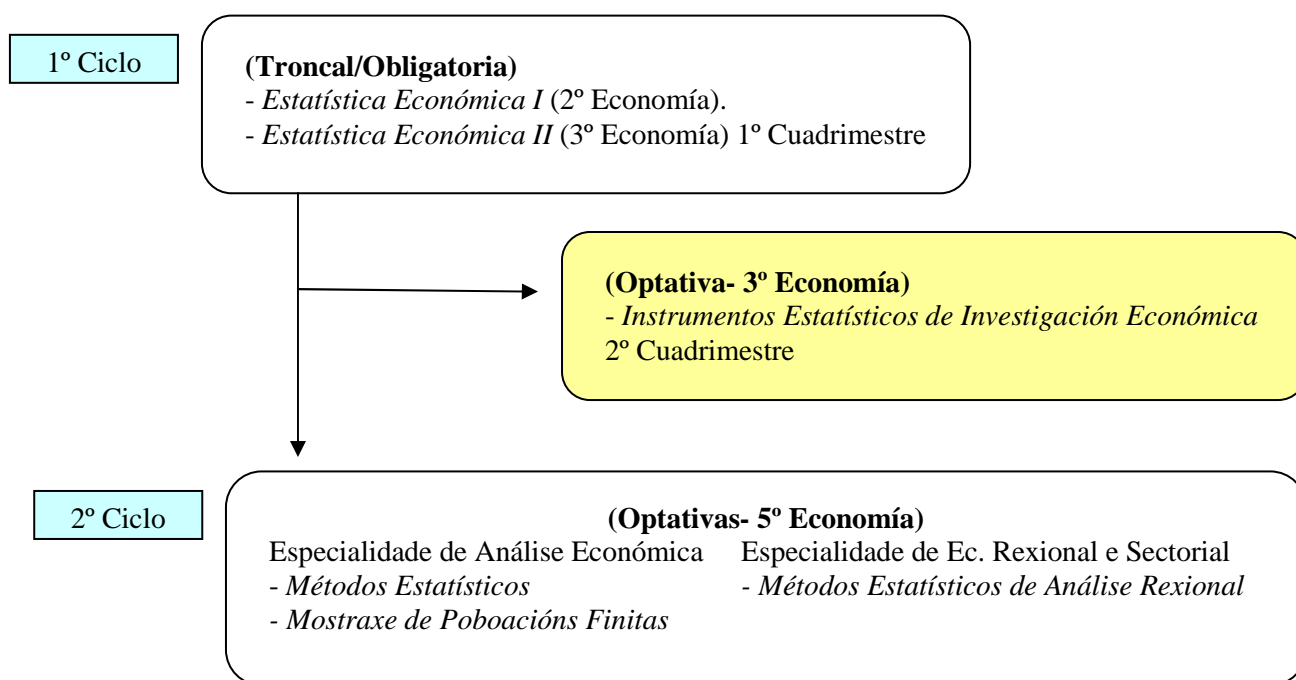 1º Ciclo
(Troncal/Obligatoria)
- Estatística Económica I (2º Economía).
- Estatística Económica II (3º Economía) 1º Cuadrimestre
(Optativa- 3º Economía)
- Instrumentos Estatísticos de Investigación Económica
2º Cuadrimestre
2º Ciclo
(Optativas- 5º Economía)
Especialidade de Análise Económica Especialidade de Ec. Rexional e Sectorial
- Métodos Estatísticos - Métodos Estatísticos de Análise Rexional
- Mostraxe de Poboacións Finitas